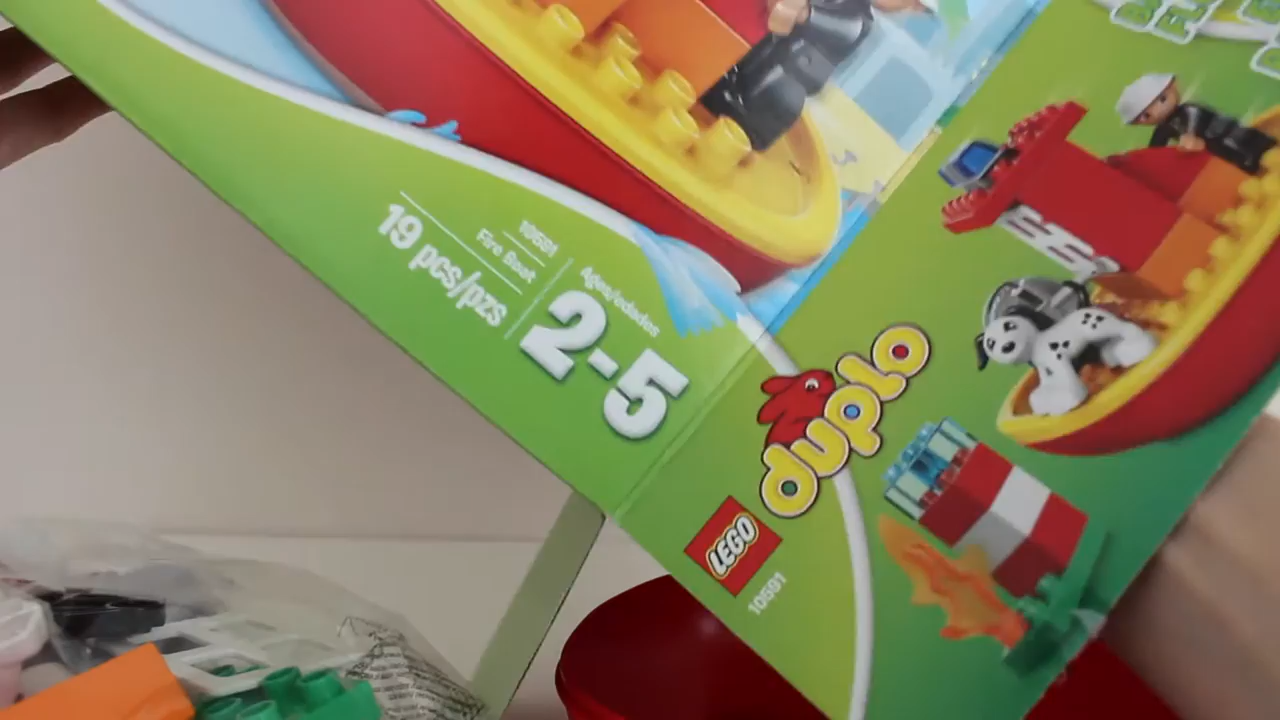 10591
Fire Boat
19 pcs/pzs
Ages/edades
2-5
duplo
LEGO
10591